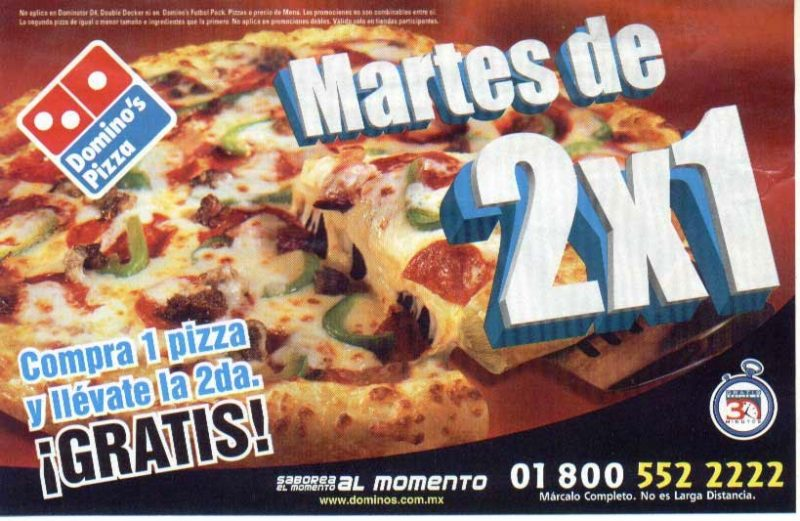 No aplica en Dominator D4, Double Decker ni en Domino's Futbol Pack. Pizzas a precio de Menú. Las promociones no son combinables entre sí.
La segunda pizza de igual o menor tamaño e ingredientes que la primera. No aplica en promociones dobles. Válido solo en tiendas participantes.
Domino's
Pizza
Martes de
2x1
Compra 1 pizza
y llévate la 2da.
¡GRATIS!
GRATIS
30
MINUTOS
SABOREA
EL MOMENTO AL MOMENTO
www.dominos.com.mx
01 800 552 2222
Márcalo Completo. No es Larga Distancia.